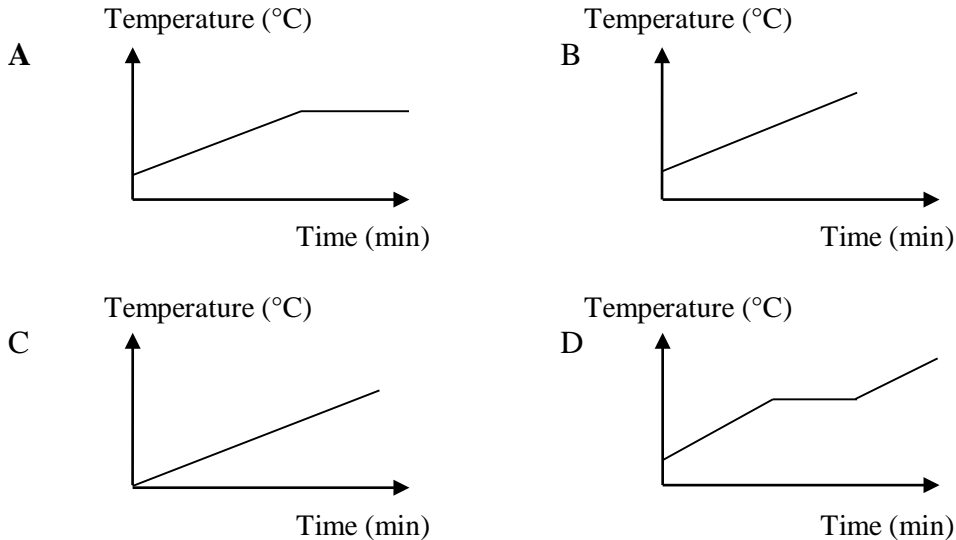 Temperature (°C)
A
Time (min)
Temperature (°C)
B
Time (min)
Temperature (°C)
C
Time (min)
Temperature (°C)
D
Time (min)